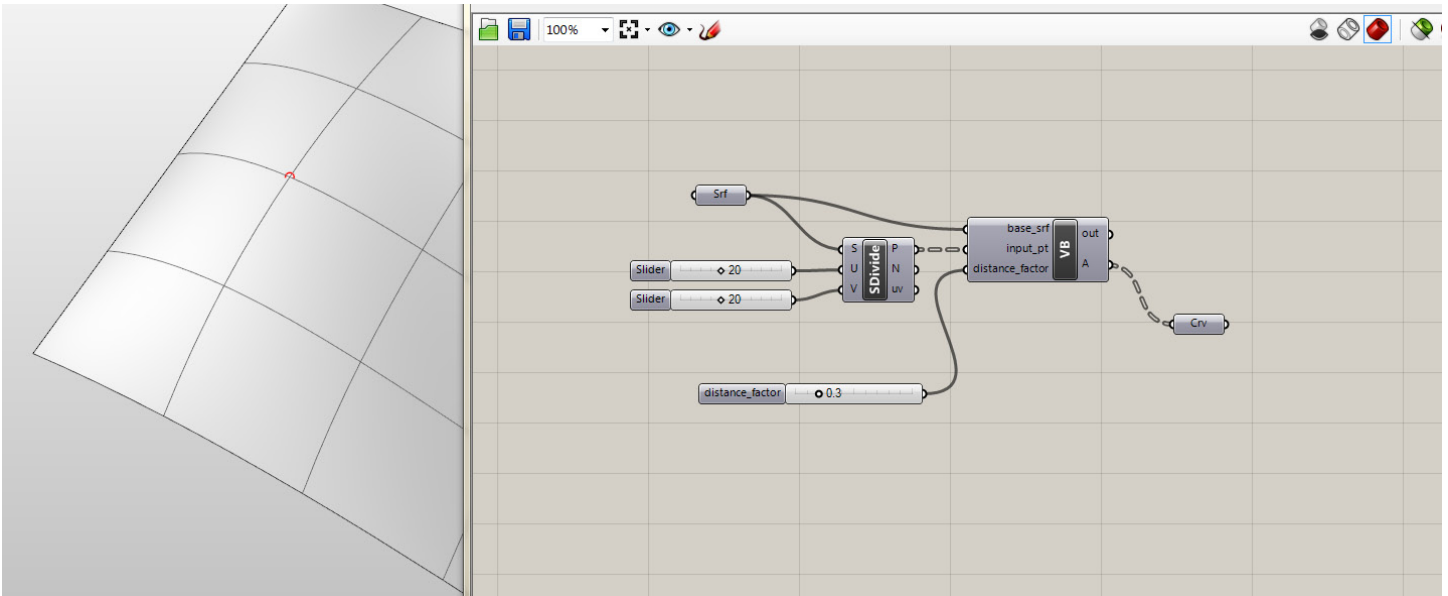 100%
Srf
base_srf
input_pt
distance_factor
VB
out
A
S
U
V
SDivide
P
N
uv
Slider 20
Slider 20
Crv
distance_factor 0.3